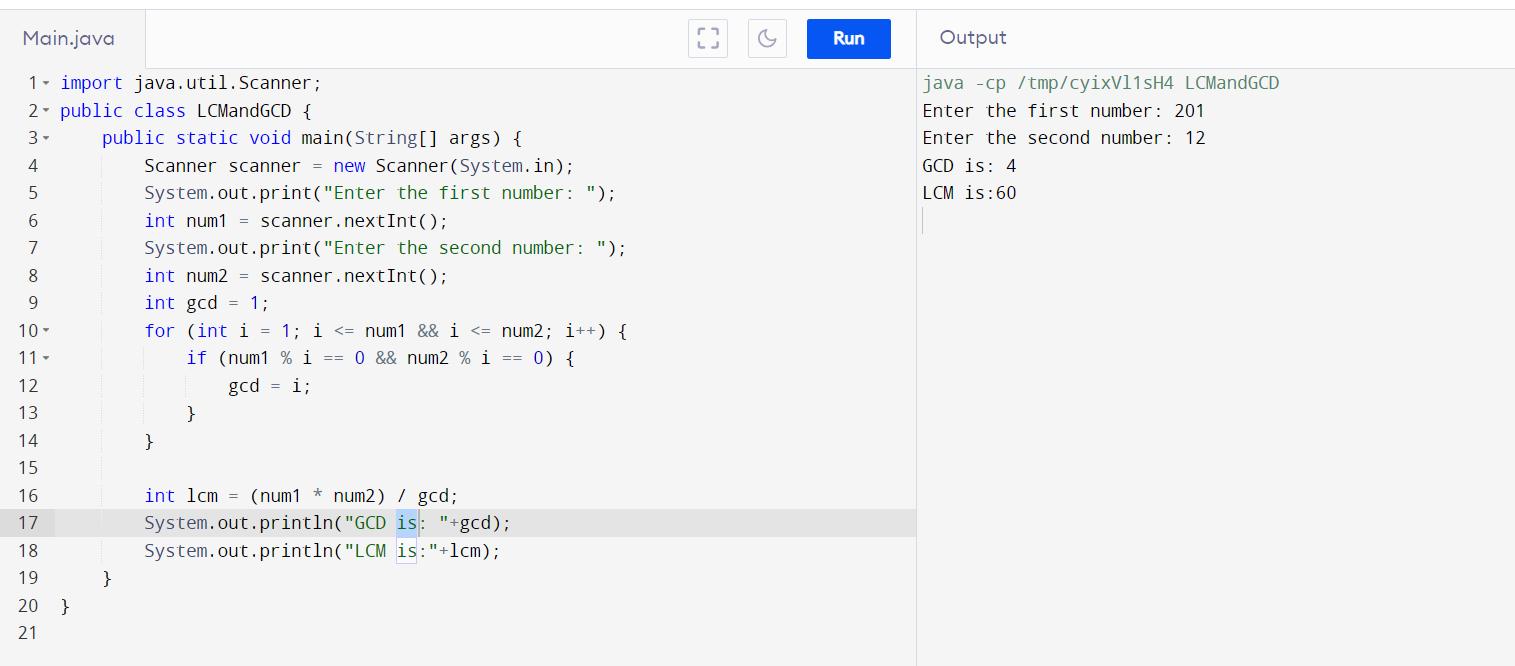 Main.java
Run
Output
1 import java.util.Scanner;
2 public class LCMandGCD {
3     public static void main(String[] args) {
4         Scanner scanner = new Scanner(System.in);
5         System.out.print("Enter the first number: ");
6         int num1 = scanner.nextInt();
7         System.out.print("Enter the second number: ");
8         int num2 = scanner.nextInt();
9         int gcd = 1;
10         for (int i = 1; i <= num1 && i <= num2; i++) {
11             if (num1 % i == 0 && num2 % i == 0) {
12                 gcd = i;
13             }
14         }
15
16         int lcm = (num1 * num2) / gcd;
17         System.out.println("GCD is: "+gcd);
18         System.out.println("LCM is:"+lcm);
19     }
20 }
21
java -cp /tmp/cyixVl1sH4 LCMandGCD
Enter the first number: 201
Enter the second number: 12
GCD is: 4
LCM is:60